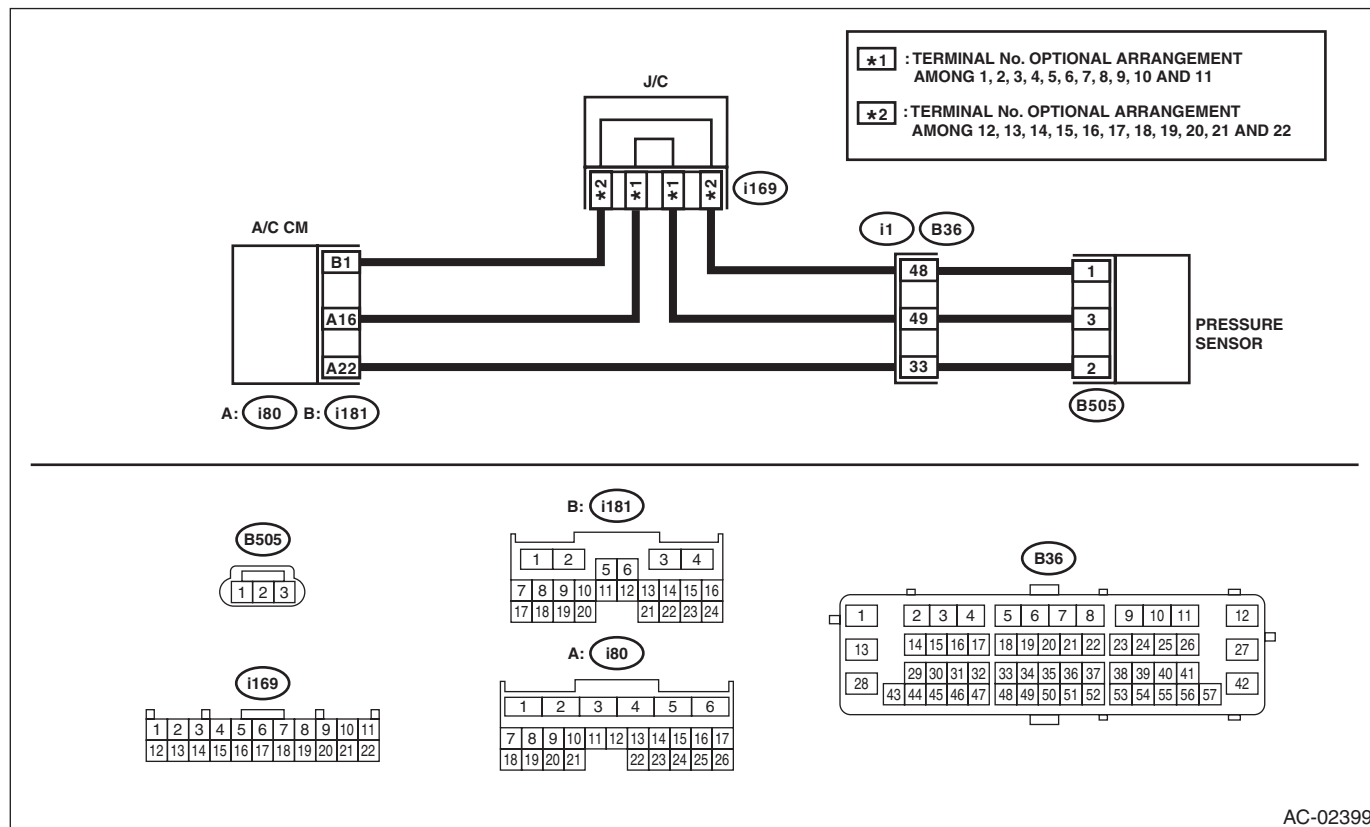 *1 : TERMINAL No. OPTIONAL ARRANGEMENT
AMONG 1, 2, 3, 4, 5, 6, 7, 8, 9, 10 AND 11
*2 : TERMINAL No. OPTIONAL ARRANGEMENT
AMONG 12, 13, 14, 15, 16, 17, 18, 19, 20, 21 AND 22
J/C
*2 *1 *1 *2
i169
A/C CM
B1
A16
A22
A: i80 B: i181
i1 B36
48
49
33
1
3
2
PRESSURE
SENSOR
B505
B505
1 2 3
i169
1 2 3 4 5 6 7 8 9 10 11
12 13 14 15 16 17 18 19 20 21 22
B: i181
1 2 3 4
5 6
7 8 9 10 11 12 13 14 15 16
17 18 19 20 21 22 23 24
A: i80
1 2 3 4 5 6
7 8 9 10 11 12 13 14 15 16 17
18 19 20 21 22 23 24 25 26
B36
1 2 3 4 5 6 7 8 9 10 11 12
13 14 15 16 17 18 19 20 21 22 23 24 25 26 27
28 29 30 31 32 33 34 35 36 37 38 39 40 41 42
43 44 45 46 47 48 49 50 51 52 53 54 55 56 57
AC-02399